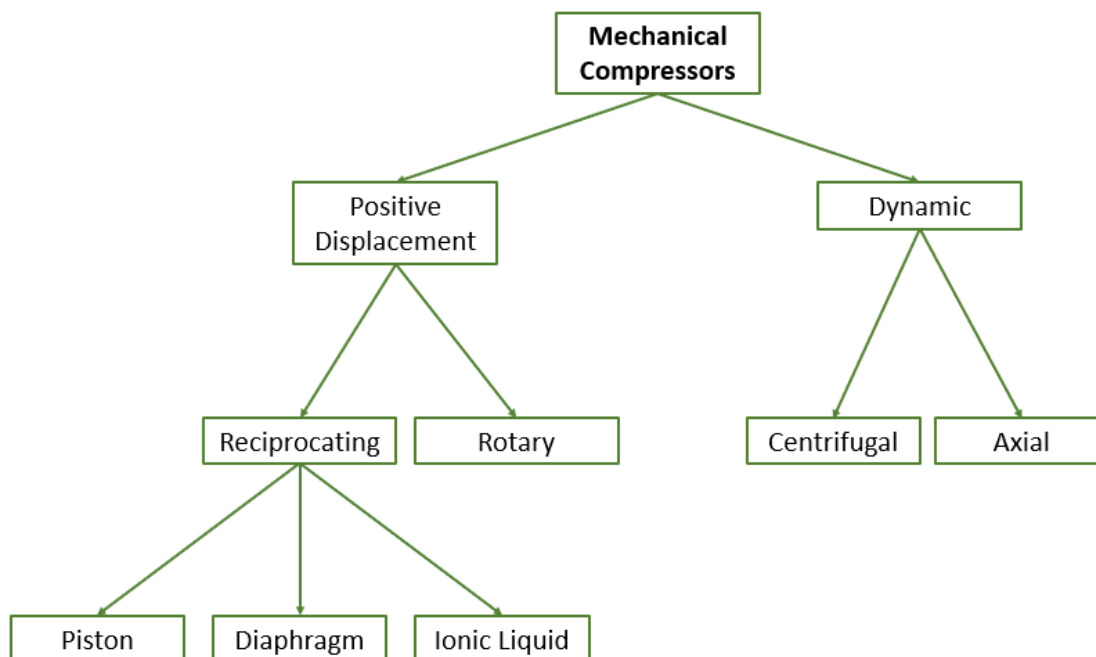 Mechanical
Compressors
Positive
Displacement
Dynamic
Reciprocating
Rotary
Centrifugal
Axial
Piston
Diaphragm
Ionic Liquid